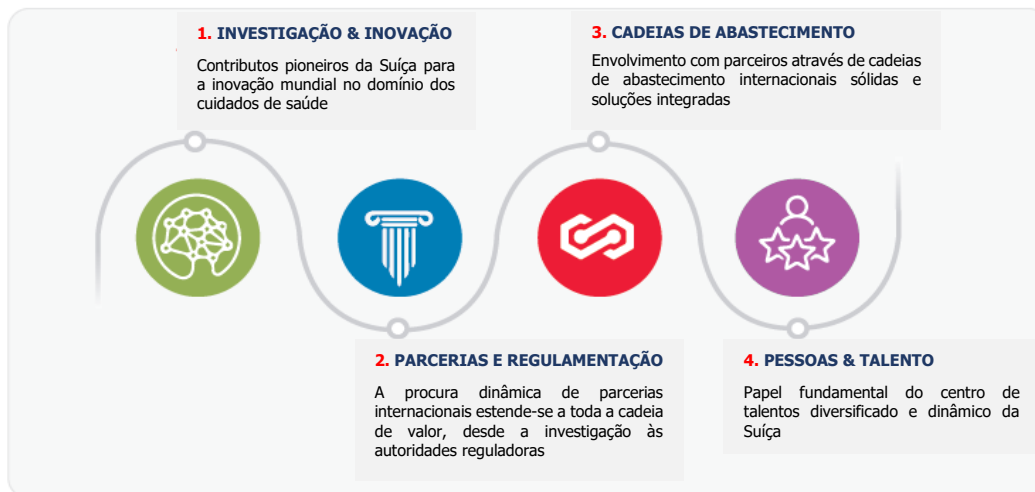 1. INVESTIGAÇÃO & INOVAÇÃO
Contributos pioneiros da Suíça para
a inovação mundial no domínio dos
cuidados de saúde
2. PARCERIAS E REGULAMENTAÇÃO
A procura dinâmica de parcerias
internacionais estende-se a toda a cadeia
de valor, desde a investigação às
autoridades reguladoras
3. CADEIAS DE ABASTECIMENTO
Envolvimento com parceiros através de cadeias
de abastecimento internacionais sólidas e
soluções integradas
4. PESSOAS & TALENTO
Papel fundamental do centro de
talentos diversificado e dinâmico da
Suíça